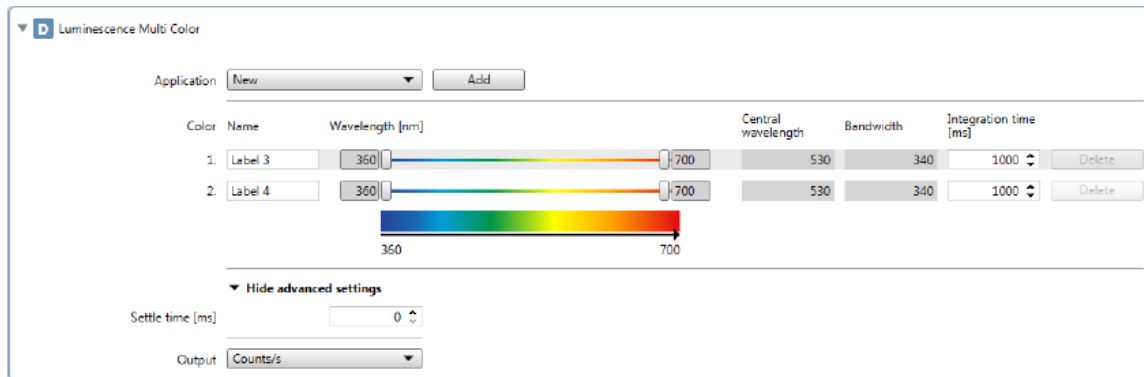 D Luminescence Multi Color
Application New Add
Color Name Wavelength [nm] Central wavelength Bandwidth Integration time [ms]
1. Label 3 360 700 530 340 1000 Delete
2. Label 4 360 700 530 340 1000 Delete
360 700
Hide advanced settings
Settle time [ms] 0
Output Counts/s